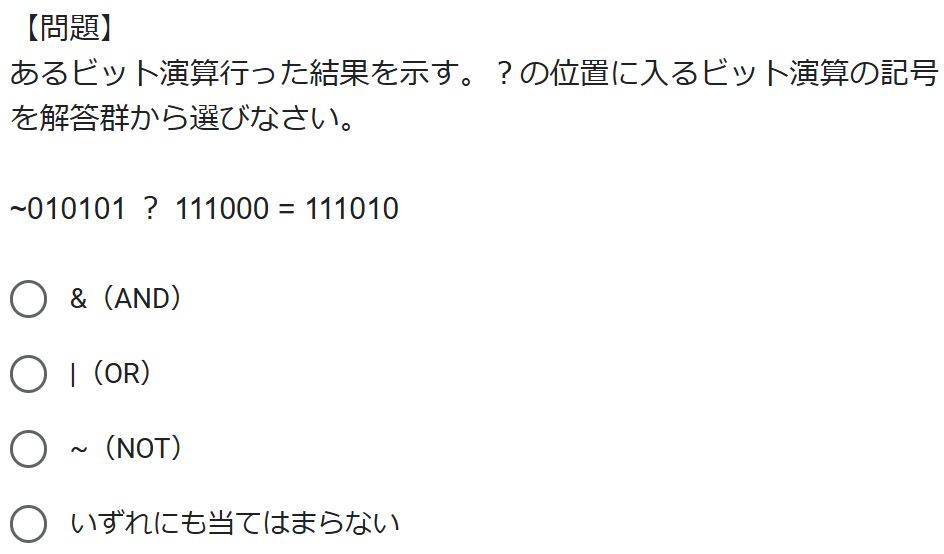 【問題】
あるビット演算行った結果を示す。？の位置に入るビット演算の記号
を解答群から選びなさい。
~010101 ？ 111000 = 111010
&（AND）
|（OR）
~（NOT）
いずれにも当てはまらない